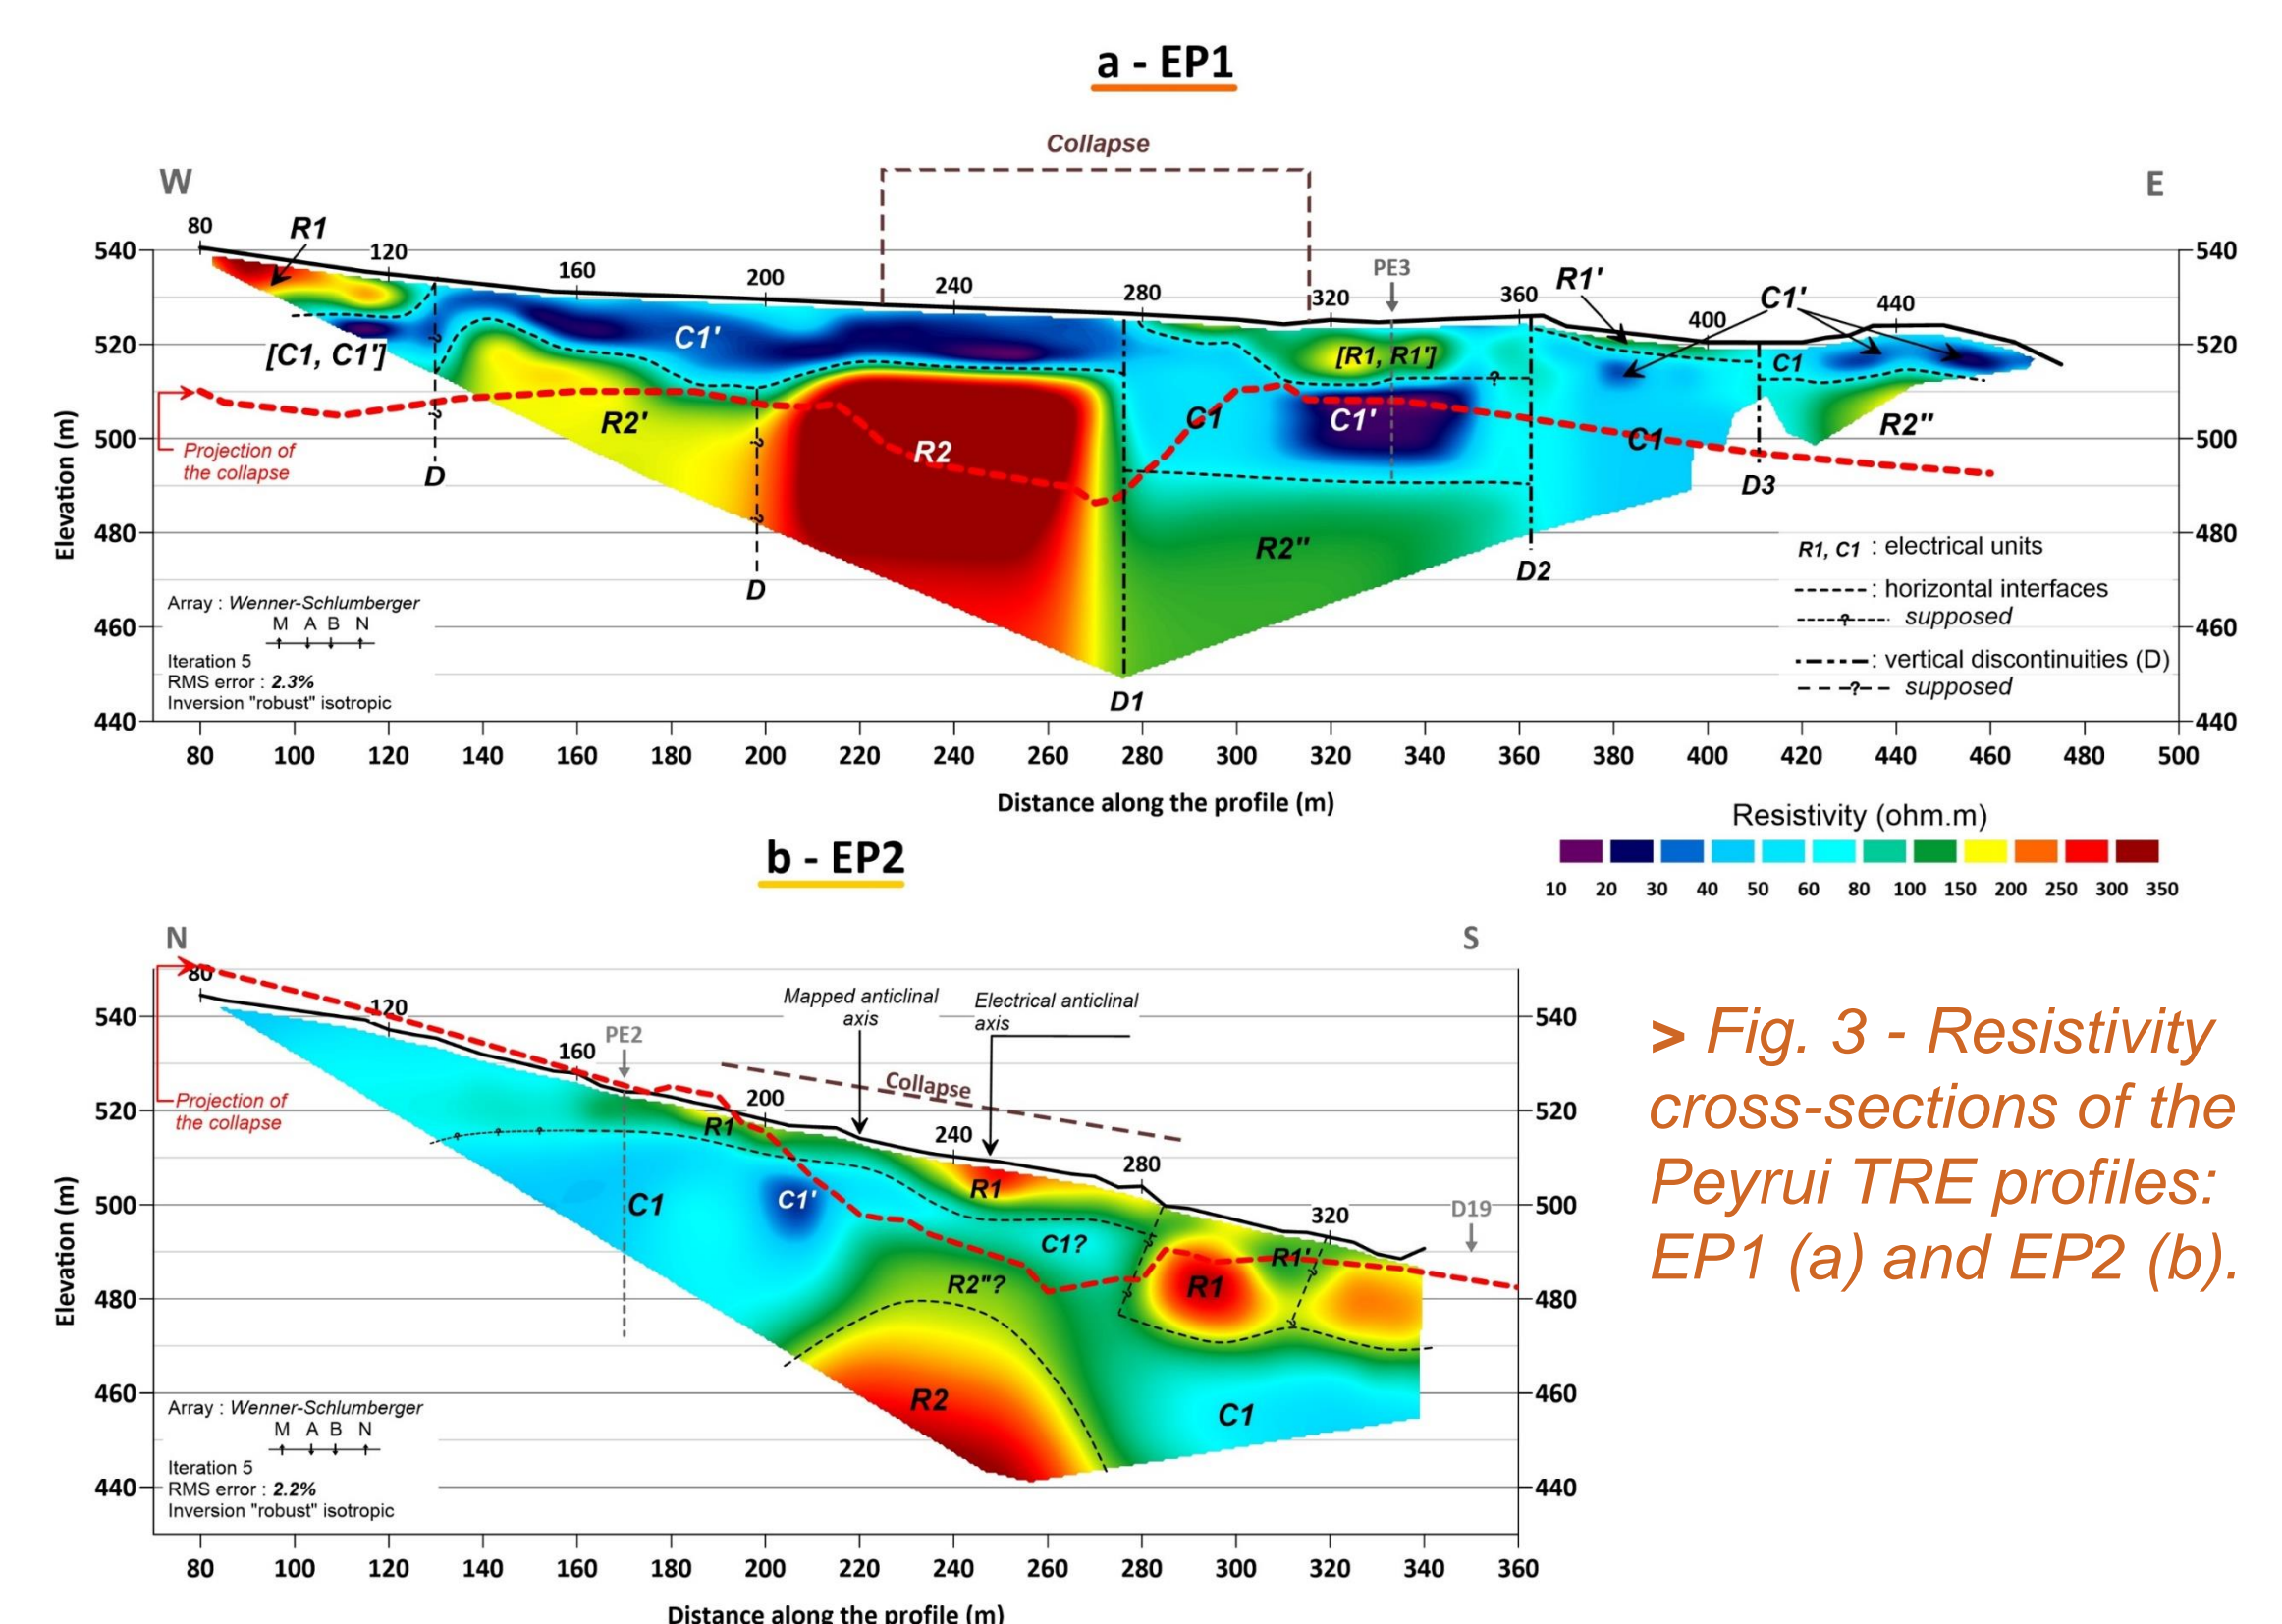 a - EP1
Collapse
W
E
R1
80
120
160
200
240
280
320
PE3
360
R1'
400
C1'
440
540
540
520
520
500
500
480
480
460
460
440
440
Elevation (m)
[C1, C1']
C1'
[R1, R1']
C1
R2'
R2
C1
C1'
C1
R2"
R2"
Projection of
the collapse
?
?
?
?
?
D
D
D1
D2
D3
R1, C1 : electrical units
: horizontal interfaces
? supposed
: vertical discontinuities (D)
? supposed
Array : Wenner-Schlumberger
M A B N
Iteration 5
RMS error : 2.3%
Inversion "robust" isotropic
80 100 120 140 160 180 200 220 240 260 280 300 320 340 360 380 400 420 440 460 480 500
Distance along the profile (m)
Resistivity (ohm.m)
10 20 30 40 50 60 80 100 150 200 250 300 350
b - EP2
N
S
80
120
160
PE2
200
240
280
320
D19
Mapped anticlinal
axis
Electrical anticlinal
axis
Collapse
540
540
520
520
500
500
480
480
460
460
440
440
Elevation (m)
Projection of
the collapse
R1
R1
C1
C1'
C1?
R2"?
R1
R1'
R2
C1
?
?
?
?
?
?
?
Array : Wenner-Schlumberger
M A B N
Iteration 5
RMS error : 2.2%
Inversion "robust" isotropic
80 100 120 140 160 180 200 220 240 260 280 300 320 340 360
Distance along the profile (m)
> Fig. 3 - Resistivity
cross-sections of the
Peyrui TRE profiles:
EP1 (a) and EP2 (b).